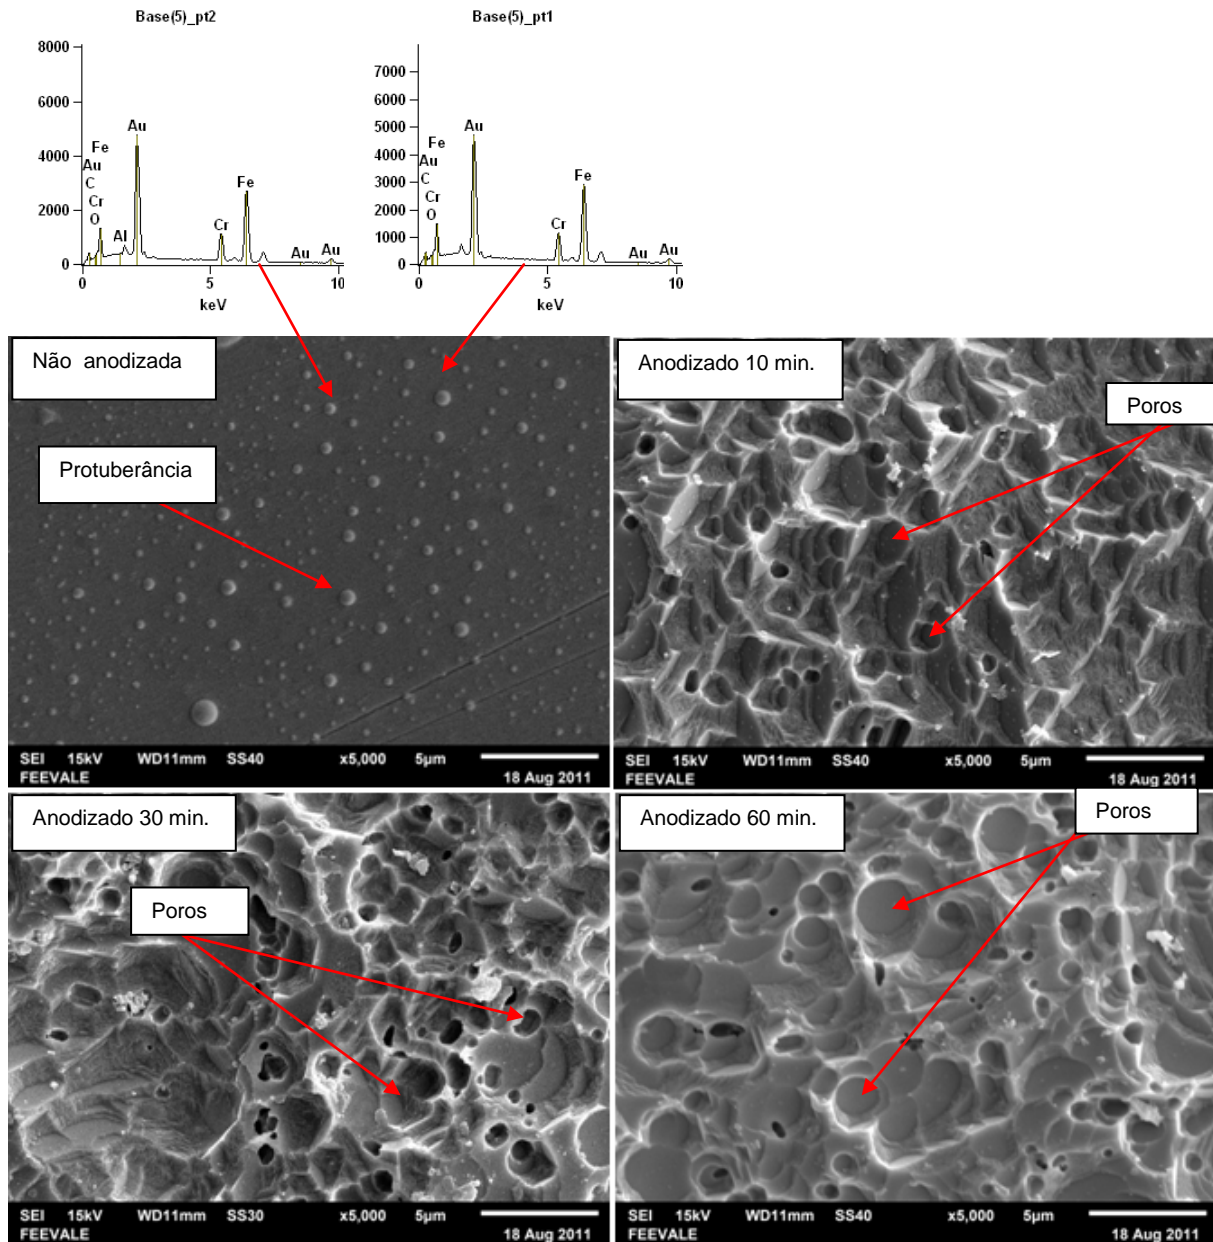 Base(5)_pt2
8000
6000
4000
2000
0
Fe
Au
C
Cr
O
Al
Au
Cr
Fe
Au
Au
0
5
10
keV
Base(5)_pt1
7000
6000
5000
4000
3000
2000
1000
0
Fe
Au
C
Cr
O
Au
Cr
Fe
Au
Au
0
5
10
keV
Não anodizada
Protuberância
SEI 15kV WD11mm SS40 x5,000 5µm
FEEVALE 18 Aug 2011
Anodizado 10 min.
Poros
SEI 15kV WD11mm SS40 x5,000 5µm
FEEVALE 18 Aug 2011
Anodizado 30 min.
Poros
SEI 15kV WD11mm SS30 x5,000 5µm
FEEVALE 18 Aug 2011
Anodizado 60 min.
Poros
SEI 15kV WD11mm SS40 x5,000 5µm
FEEVALE 18 Aug 2011